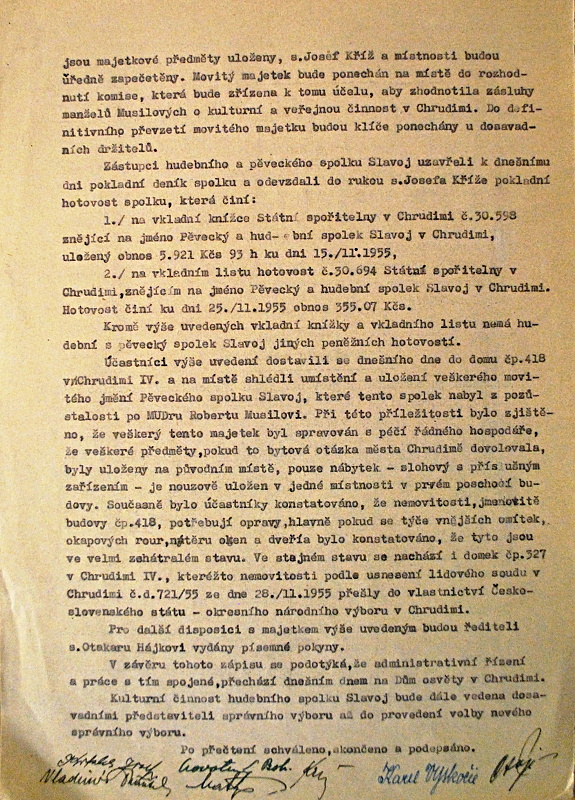 jsou majetkové předměty uloženy, s.Josef Kříž a místnosti budou
úředně zapečetěny. Movitý majetek bude ponechán na místě do rozhod-
nutí komise, která bude zřízena k tomu účelu, aby zhodnotila zásluhy
manželů Musilových o kulturní a veřejnou činnost v Chrudimi. Do defi-
nitivního převzetí movitého majetku budou klíče ponechány u dosavad-
ních držitelů.
Zástupci hudebního a pěveckého spolku Slavoj uzavřeli k dnešnímu
dni pokladní deník spolku a odevzdali do rukou s.Josefa Kříže pokladní
hotovost spolku, která činí:
1./ na vkladní knížce Státní spořitelny v Chrudimi č.30.598
znějící na jméno Pěvecký a hud- ební spolek Slavoj v Chrudimi,
uložený obnos 5.921 Kčs 93 h ku dni 15./11.1955,
2./ na vkladním listu hotovost č.30.694 Státní spořitelny v
Chrudimi,znějícím na jméno Pěvecký a hudební spolek Slavoj v Chrudimi.
Hotovost činí ku dni 25./11.1955 obnos 355.07 Kčs.
Kromě výše uvedených vkladní knížky a vkladního listu nemá hu-
dební s pěvecký spolek Slavoj jiných peněžních hotovostí.
Účastníci výše uvedení dostavili se dnešního dne do domu čp.418
v Chrudimi IV. a na místě shlédli umístění a uložení veškerého movi-
tého jmění Pěveckého spolku Slavoj, které tento spolek nabyl z pozů-
stalosti po MUDru Robertu Musilovi. Při této příležitosti bylo zjiště-
no, že veškerý tento majetek byl spravován s péčí řádného hospodáře,
že veškeré předměty,pokud to bytová otázka města Chrudimě dovolovala,
byly uloženy na původním místě, pouze nábytek - slohový s příslušným
zařízením - je nouzově uložen v jedné místnosti v prvém poschodí bu-
dovy. Současně bylo účastníky konstatováno, že nemovitosti,jmenovitě
budovy čp.418, potřebují opravy,hlavně pokud se týče vnějších omítek,
okapových rour,nátěru oken a dveří a bylo konstatováno, že tyto jsou
ve velmi zchátralém stavu. Ve stejném stavu se nachází i domek čp.327
v Chrudimi IV., kteréžto nemovitosti podle usnesení lidového soudu v
Chrudimi č.d.721/55 ze dne 28./11.1955 přešly do vlastnictví Česko-
slovenského státu - okresního národního výboru v Chrudimi.
Pro další disposici s majetkem výše uvedeným budou řediteli
s.Otakaru Hájkovi vydány písemné pokyny.
V závěru tohoto zápisu se podotýká,že administrativní řízení
a práce s tím spojené,přechází dnešním dnem na Dům osvěty v Chrudimi.
Kulturní činnost hudebního spolku Slavoj bude dále vedena dosa-
vadními představiteli správního výboru až do provedení volby nového
správního výboru.
Po přečtení schváleno,skončeno a podepsáno.
Karel Vyskočil